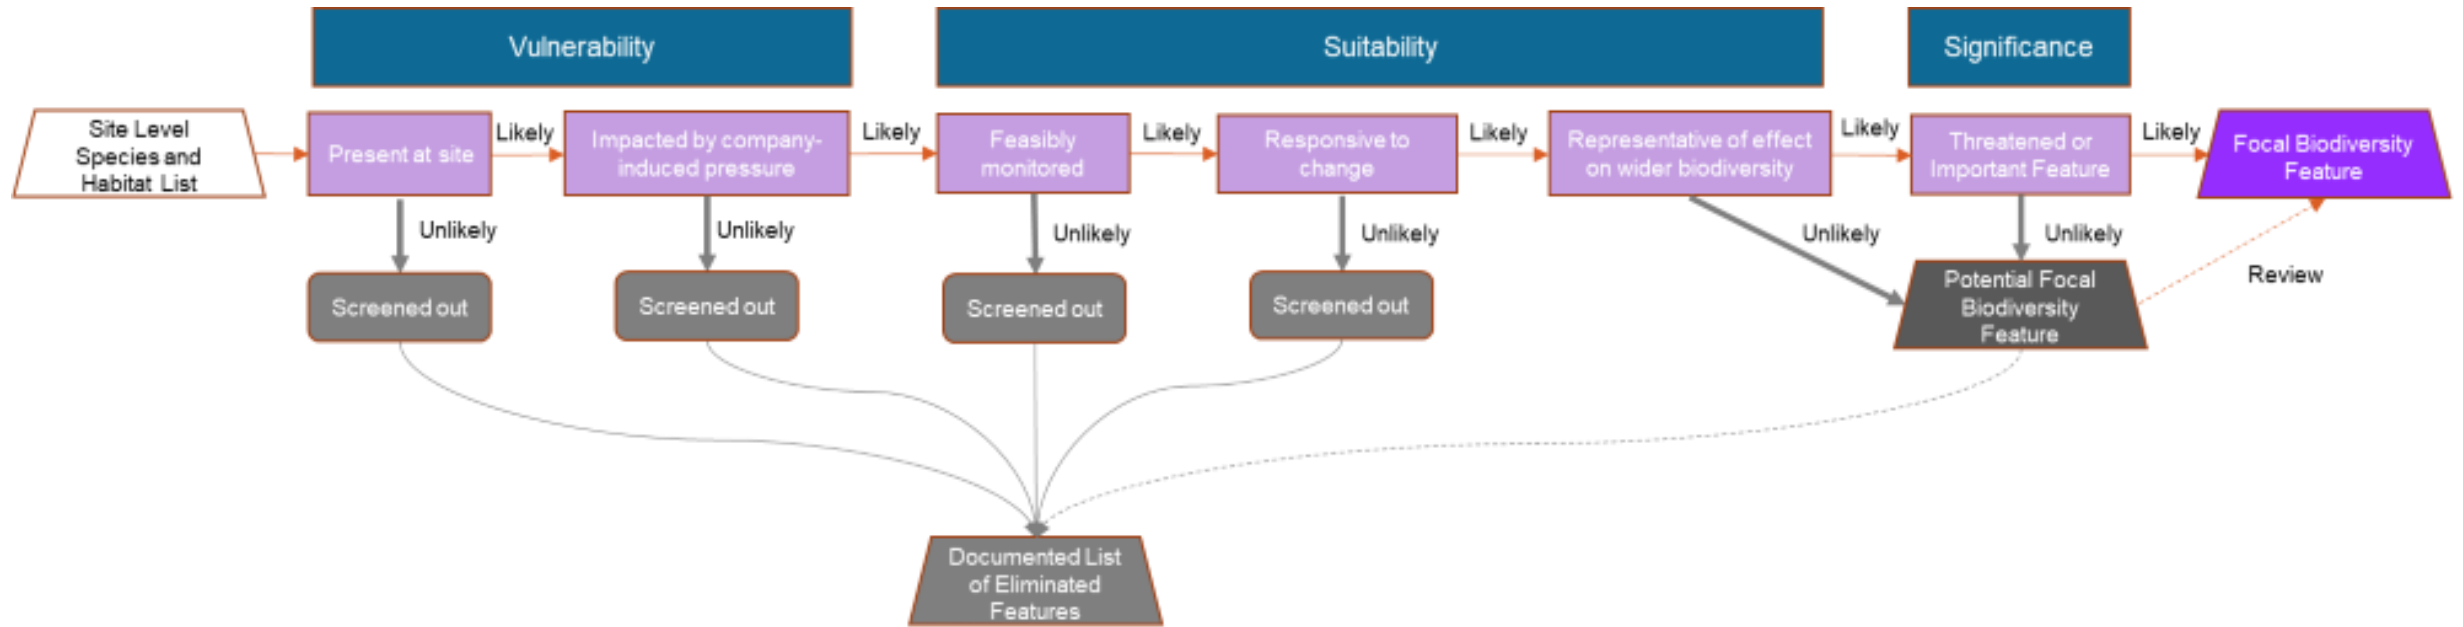 Vulnerability
Suitability
Significance
Site Level
Species and
Habitat List
Present at site
Likely
Impacted by company-
induced pressure
Likely
Feasibly
monitored
Likely
Responsive to
change
Likely
Representative of effect
on wider biodiversity
Likely
Threatened or
Important Feature
Likely
Focal Biodiversity
Feature
Unlikely
Unlikely
Unlikely
Unlikely
Unlikely
Unlikely
Review
Screened out
Screened out
Screened out
Screened out
Potential Focal
Biodiversity
Feature
Documented List
of Eliminated
Features